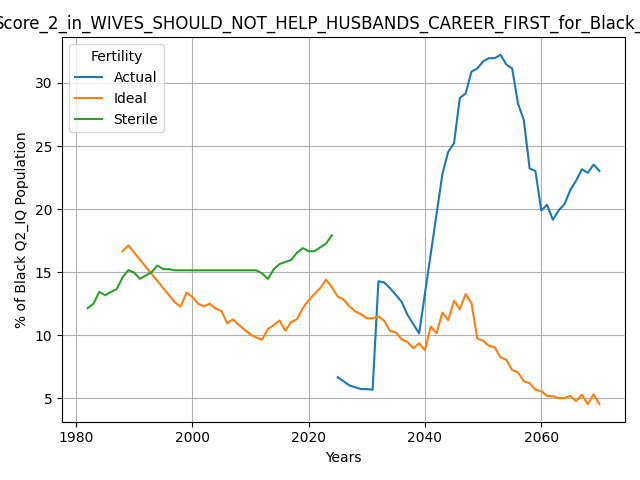 Score_2_in_WIVES_SHOULD_NOT_HELP_HUSBANDS_CAREER_FIRST_for_Black_
Fertility
Actual
Ideal
Sterile
% of Black Q2_IQ Population
30
25
20
15
10
5
1980
2000
2020
2040
2060
Years